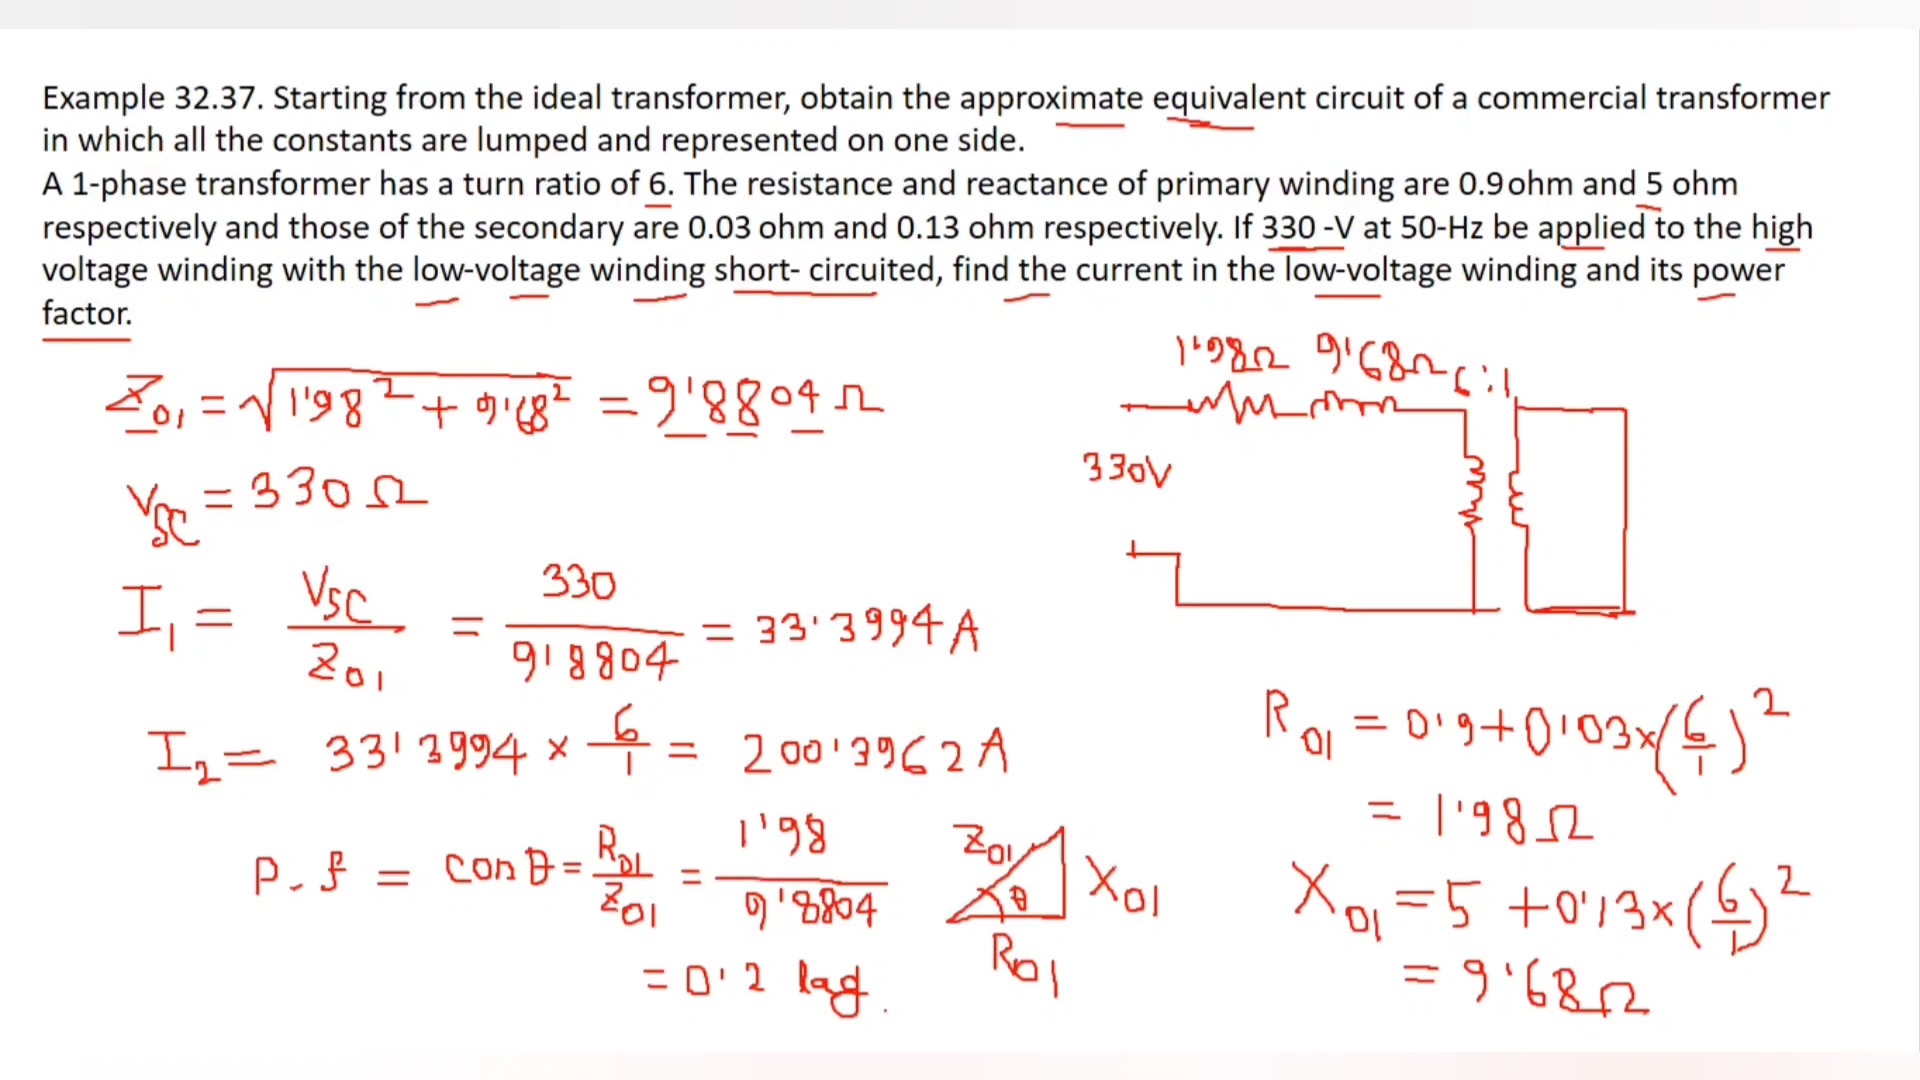 Example 32.37. Starting from the ideal transformer, obtain the approximate equivalent circuit of a commercial transformer
in which all the constants are lumped and represented on one side.
A 1-phase transformer has a turn ratio of 6. The resistance and reactance of primary winding are 0.9 ohm and 5 ohm
respectively and those of the secondary are 0.03 ohm and 0.13 ohm respectively. If 330 -V at 50-Hz be applied to the high
voltage winding with the low-voltage winding short- circuited, find the current in the low-voltage winding and its power
factor.
Z₀₁ = √(1·98² + 9·68²) = 9·8804 Ω
V_SC = 330 Ω
I₁ = V_SC / Z₀₁ = 330 / 9·8804 = 33·3994 A
I₂ = 33·3994 × 6/1 = 200·3962 A
P.f = cosθ = R₀₁ / Z₀₁ = 1·98 / 9·8804
= 0·2 lag.
Z₀₁ θ X₀₁
R₀₁
1·98Ω 9·68Ω 6:1
330V
R₀₁ = 0·9 + 0·03 × (6/1)²
= 1·98 Ω
X₀₁ = 5 + 0·13 × (6/1)²
= 9·68 Ω